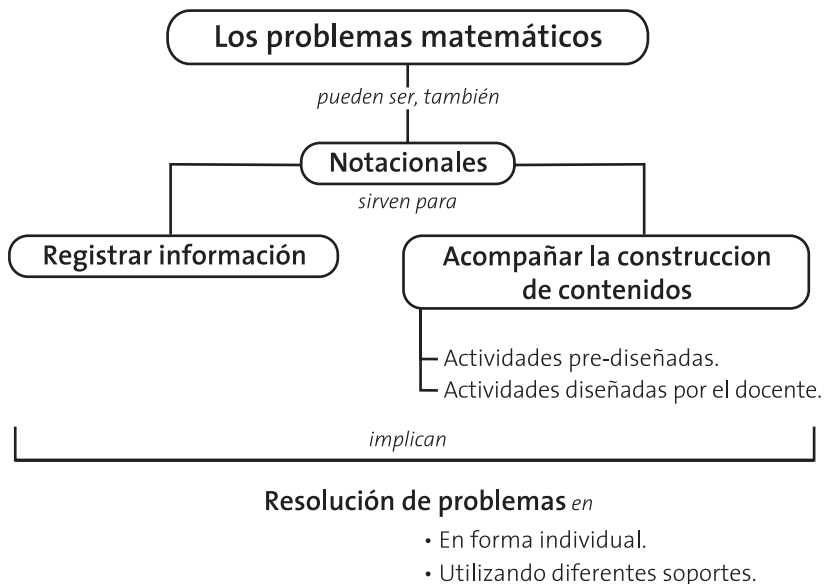 Los problemas matemáticos
pueden ser, también
Notacionales
sirven para
Registrar información
Acompañar la construccion
de contenidos
Actividades pre-diseñadas.
Actividades diseñadas por el docente.
implican
Resolución de problemas en
• En forma individual.
• Utilizando diferentes soportes.